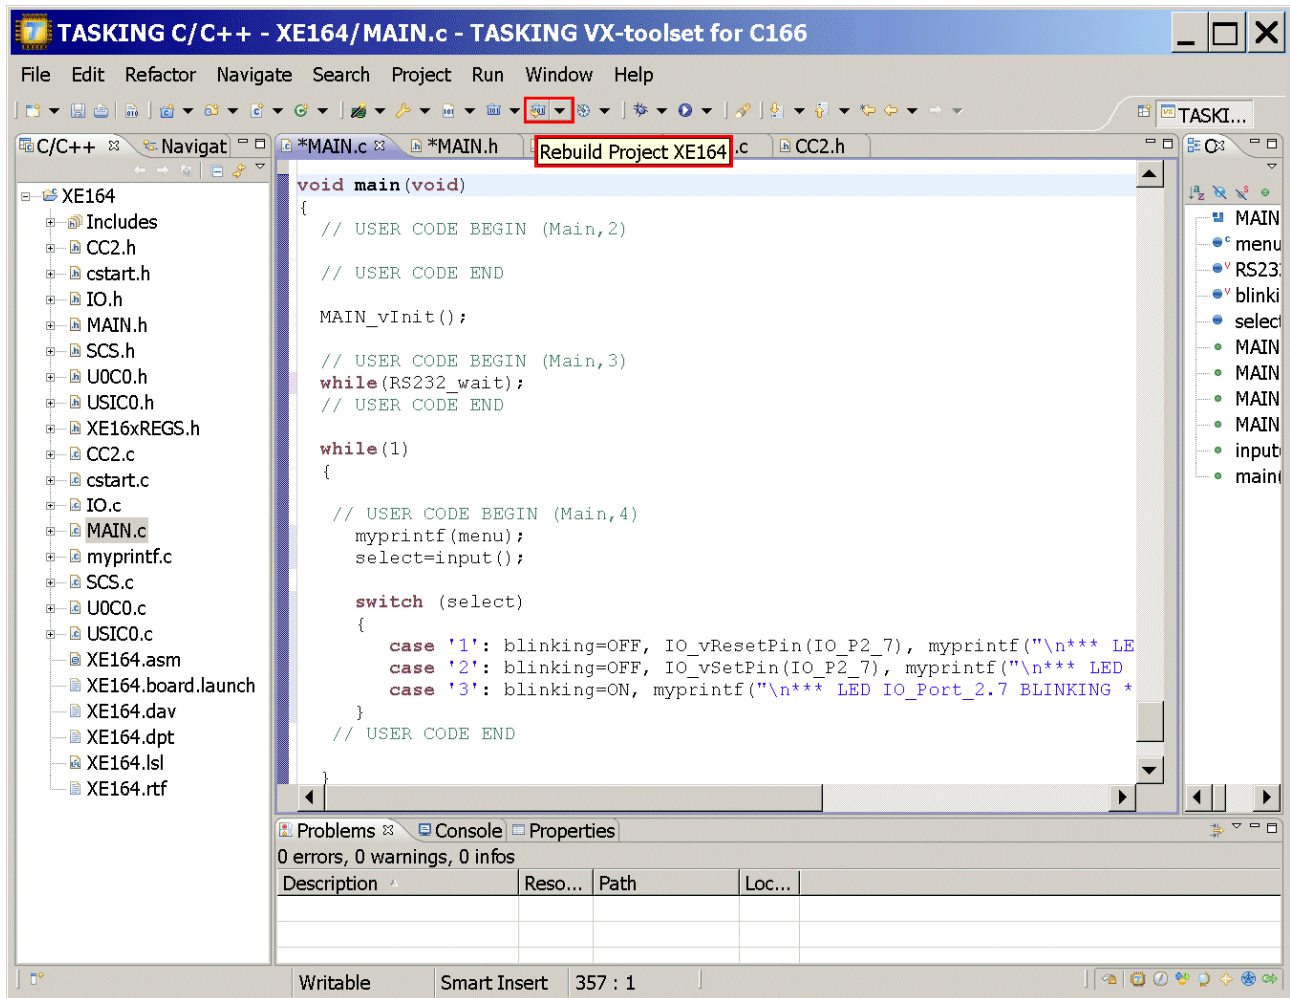 TASKING C/C++ - XE164/MAIN.c - TASKING VX-toolset for C166
File Edit Refactor Navigate Search Project Run Window Help
TASKI...
C/C++ Navigat
*MAIN.c *MAIN.h .c CC2.h
Rebuild Project XE164
XE164
Includes
CC2.h
cstart.h
IO.h
MAIN.h
SCS.h
U0C0.h
USIC0.h
XE16xREGS.h
CC2.c
cstart.c
IO.c
MAIN.c
myprintf.c
SCS.c
U0C0.c
USIC0.c
XE164.asm
XE164.board.launch
XE164.dav
XE164.dpt
XE164.lsl
XE164.rtf
void main(void)
{
// USER CODE BEGIN (Main,2)
// USER CODE END
MAIN_vInit();
// USER CODE BEGIN (Main,3)
while(RS232_wait);
// USER CODE END
while(1)
{
// USER CODE BEGIN (Main,4)
myprintf(menu);
select=input();
switch (select)
{
case '1': blinking=OFF, IO_vResetPin(IO_P2_7), myprintf("\n*** LE
case '2': blinking=OFF, IO_vSetPin(IO_P2_7), myprintf("\n*** LED
case '3': blinking=ON, myprintf("\n*** LED IO_Port_2.7 BLINKING *
}
// USER CODE END
}
MAIN
menu
RS23
blinki
select
MAIN
MAIN
MAIN
MAIN
input
main(
Problems Console Properties
0 errors, 0 warnings, 0 infos
Description Reso... Path Loc...
Writable Smart Insert 357 : 1